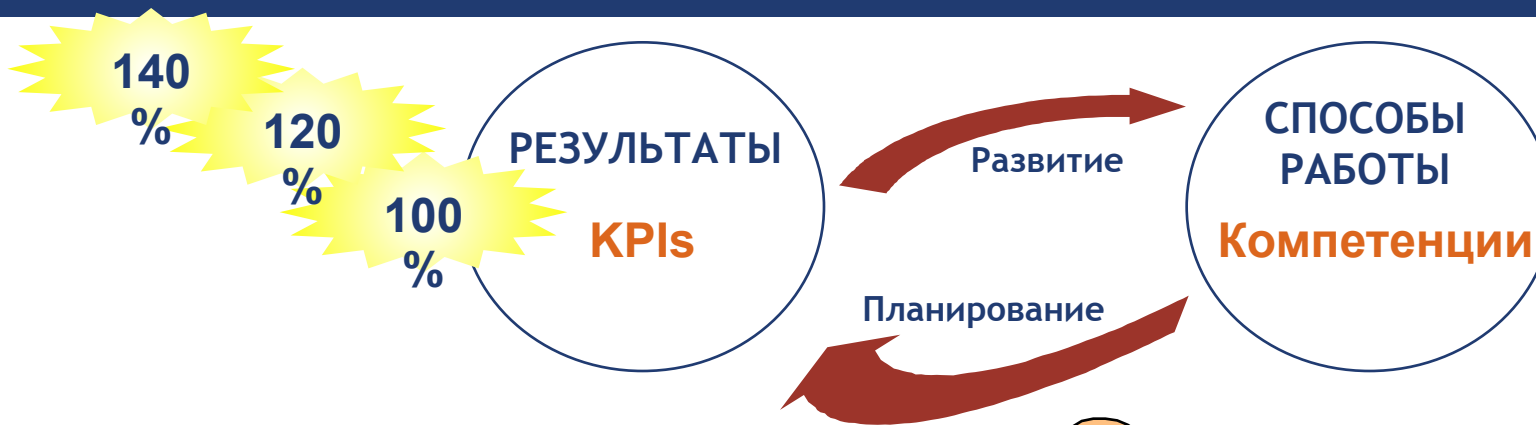 140
%
120
%
100
%
РЕЗУЛЬТАТЫ
KPIs
Развитие
Планирование
СПОСОБЫ
РАБОТЫ
Компетенции